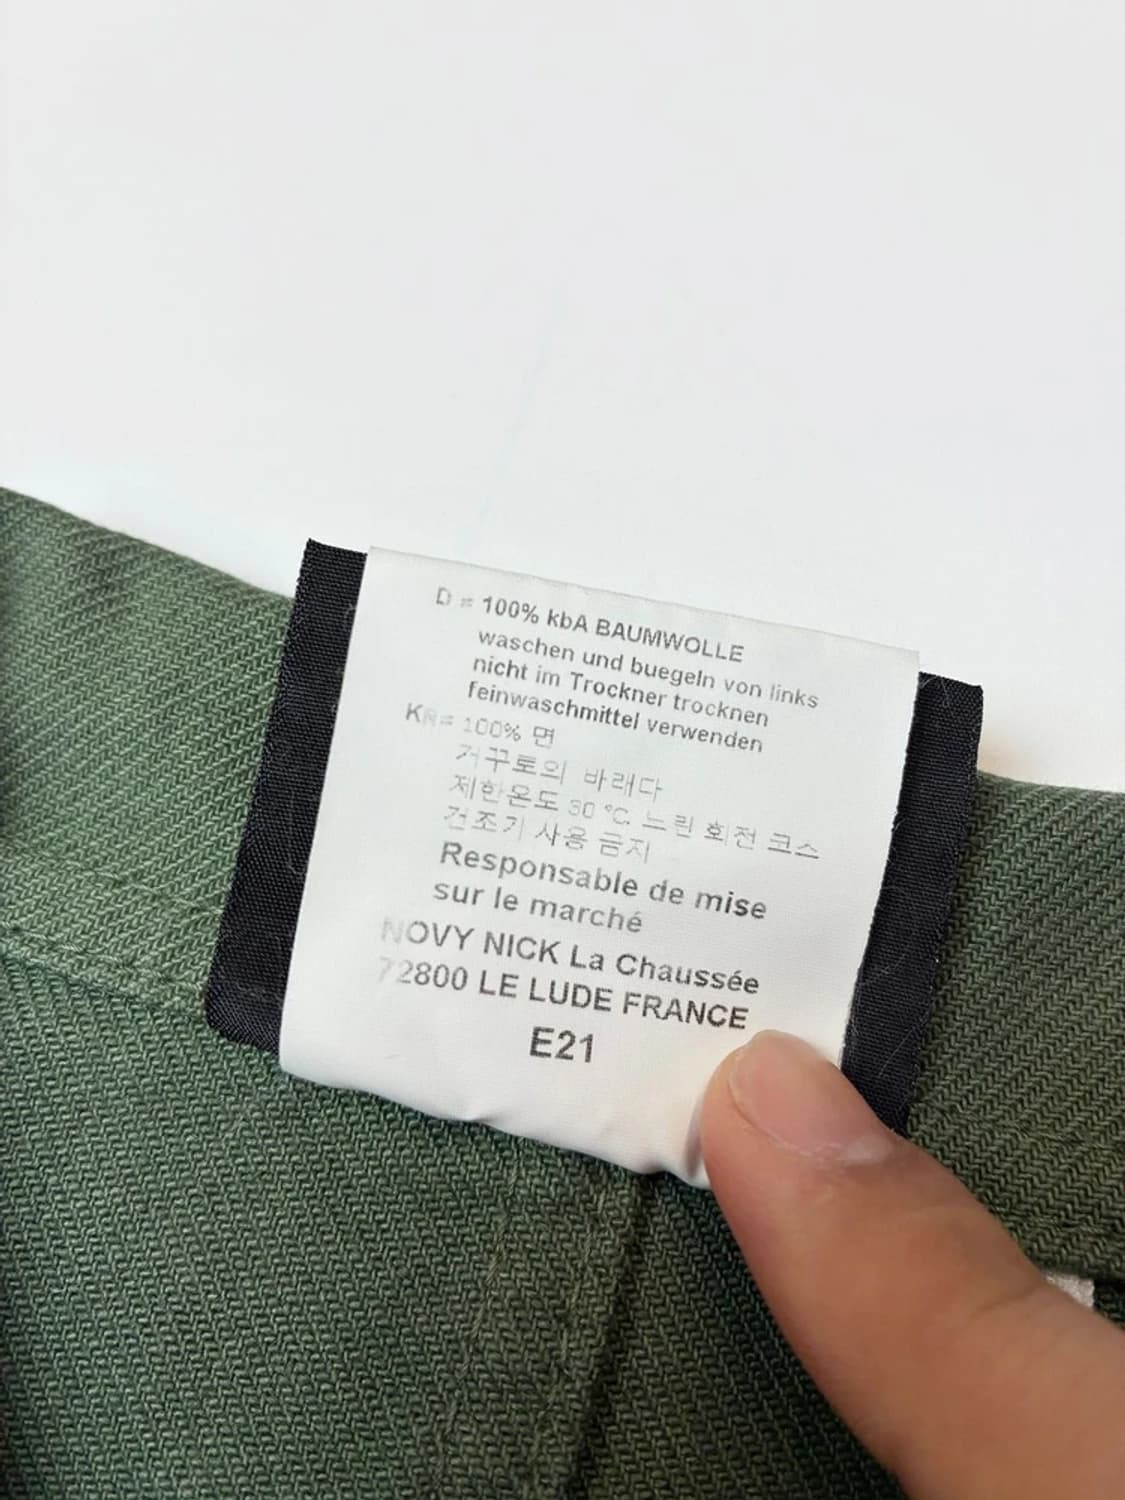 D = 100% kbA BAUMWOLLE
waschen und buegeln von links
nicht im Trockner trocknen
feinwaschmittel verwenden
KR= 100% 면
거꾸로의 바래다
제한온도 30 °C. 느린 회전 코스
건조기 사용 금지
Responsable de mise
sur le marché
NOVY NICK La Chaussée
72800 LE LUDE FRANCE
E21